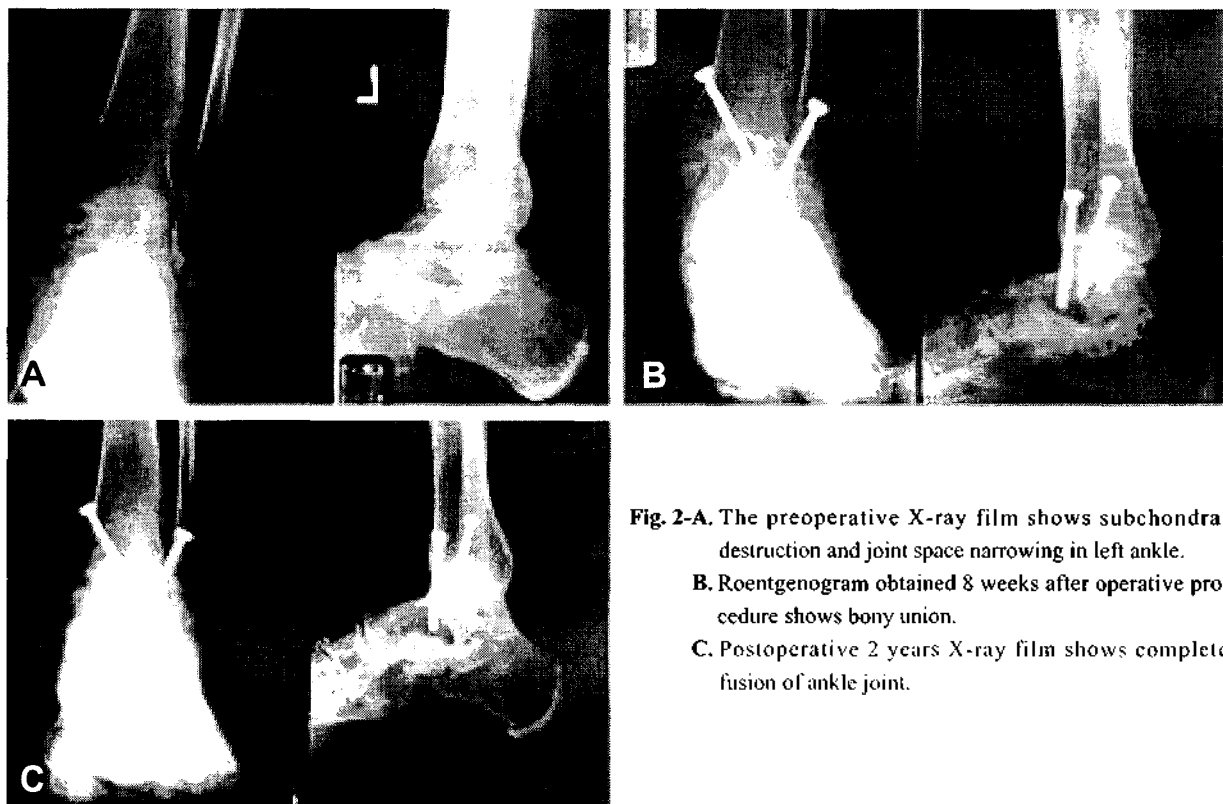 L
A
B
C
Fig. 2-A. The preoperative X-ray film shows subchondra
destruction and joint space narrowing in left ankle.
B. Roentgenogram obtained 8 weeks after operative pro
cedure shows bony union.
C. Postoperative 2 years X-ray film shows complete
fusion of ankle joint.